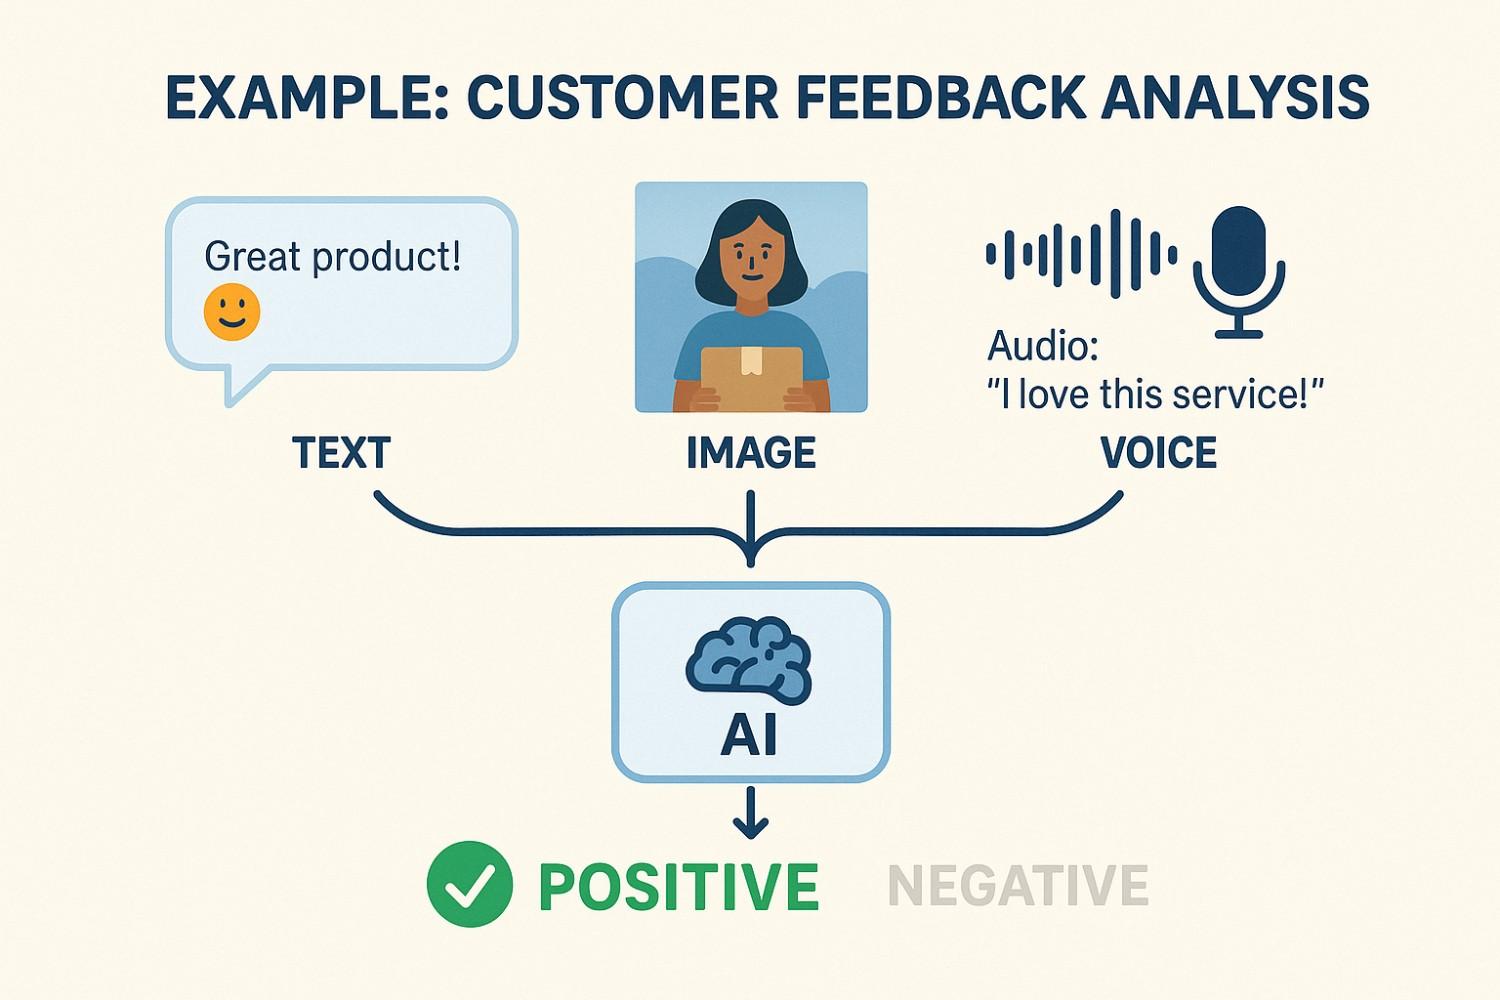 EXAMPLE: CUSTOMER FEEDBACK ANALYSIS
Great product!
Audio:
"I love this service!"
TEXT
IMAGE
VOICE
AI
POSITIVE
NEGATIVE